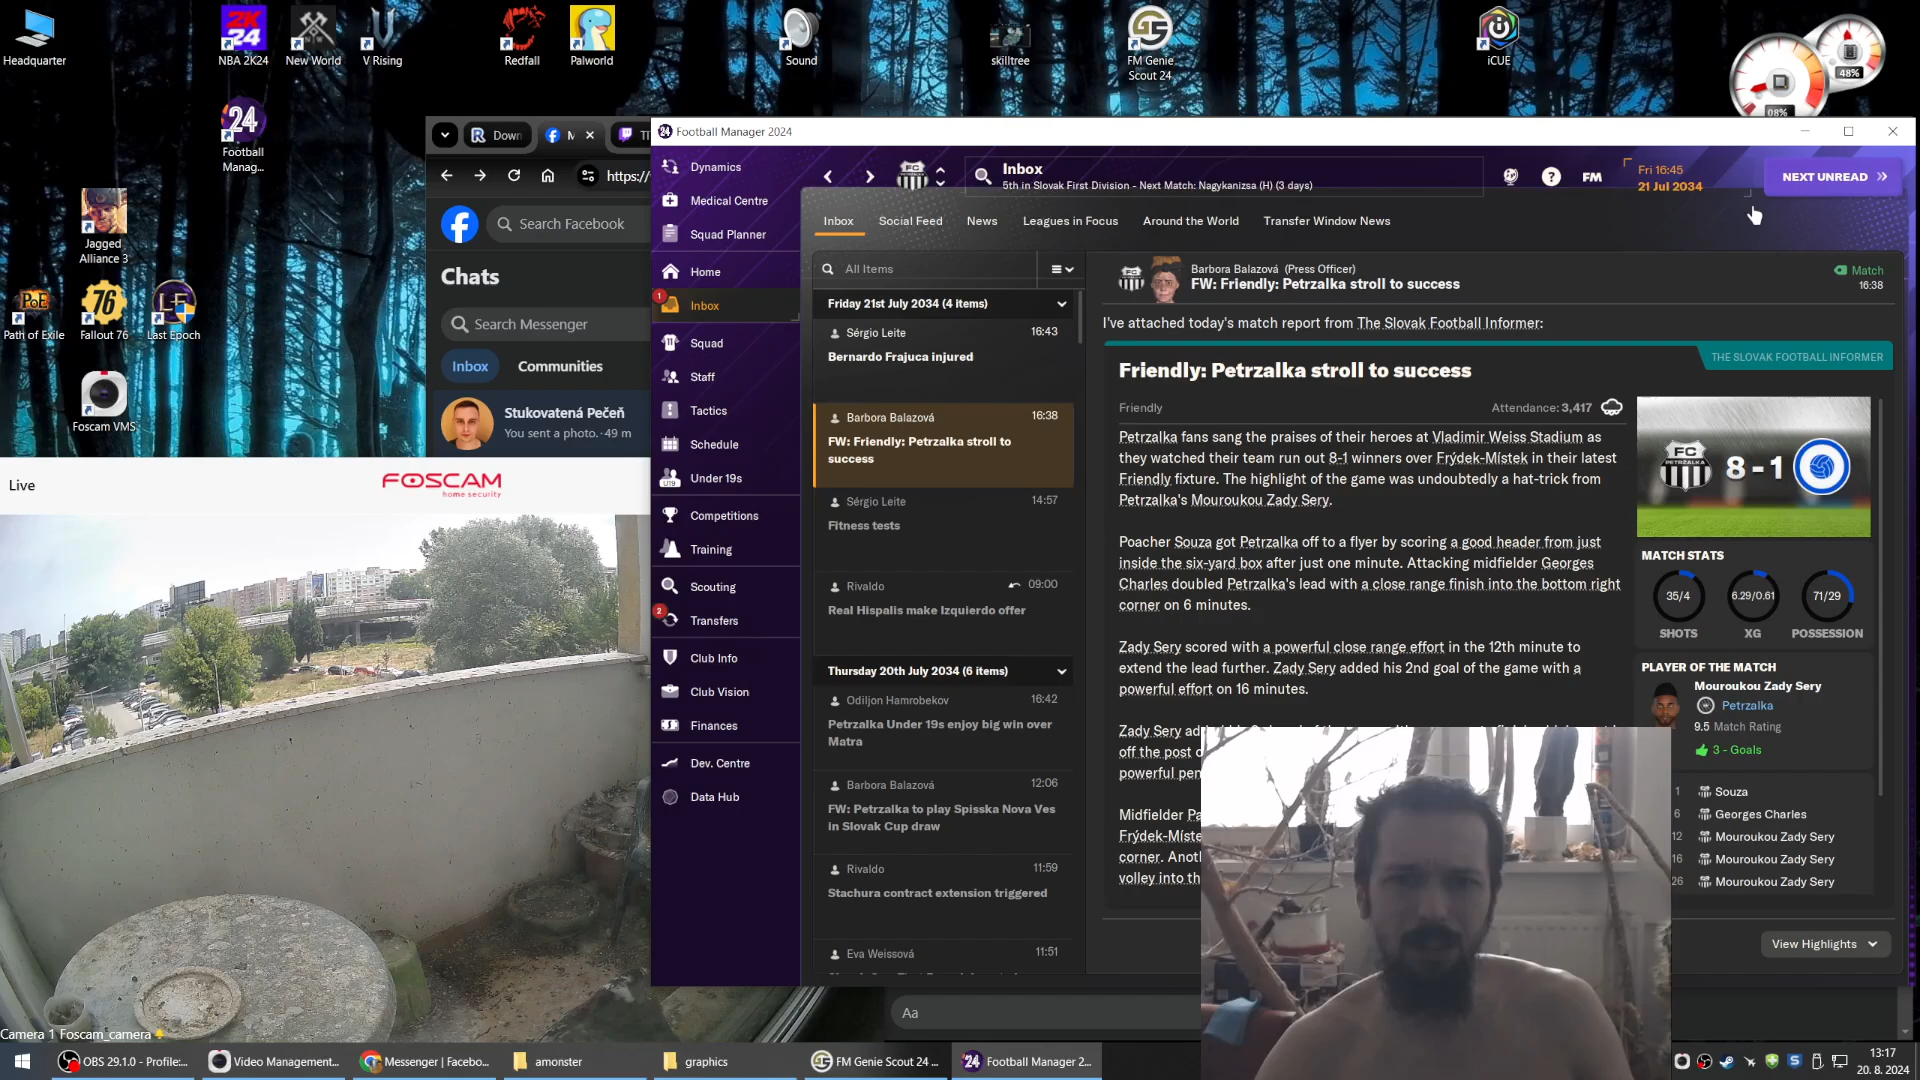 Headquarter
NBA 2K24
New World
V Rising
Redfall
Palworld
Sound
skilltree
FM Genie
Scout 24
iCUE
48%
08%
Football
Manag...
Jagged
Alliance 3
Path of Exile
Fallout 76
Last Epoch
Foscam VMS
Down
https://
Search Facebook
Chats
Search Messenger
Inbox
Communities
Stukovatená Pečeň
You sent a photo. · 49 m
Live
FOSCAM
home security
Camera 1 Foscam_camera
Football Manager 2024
Dynamics
Medical Centre
Squad Planner
Home
1
Inbox
Squad
Staff
Tactics
Schedule
Under 19s
Competitions
Training
Scouting
2
Transfers
Club Info
Club Vision
Finances
Dev. Centre
Data Hub
Inbox
5th in Slovak First Division - Next Match: Nagykanizsa (H) (3 days)
FM
Fri 16:45
21 Jul 2034
NEXT UNREAD
Inbox
Social Feed
News
Leagues in Focus
Around the World
Transfer Window News
All Items
Friday 21st July 2034 (4 items)
Sérgio Leite
16:43
Bernardo Frajuca injured
Barbora Balazová
16:38
FW: Friendly: Petrzalka stroll to
success
Sérgio Leite
14:57
Fitness tests
Rivaldo
09:00
Real Hispalis make Izquierdo offer
Thursday 20th July 2034 (6 items)
Odiljon Hamrobekov
16:42
Petrzalka Under 19s enjoy big win over
Matra
Barbora Balazová
12:06
FW: Petrzalka to play Spisska Nova Ves
in Slovak Cup draw
Rivaldo
11:59
Stachura contract extension triggered
Eva Weissová
11:51
Barbora Balazová (Press Officer)
FW: Friendly: Petrzalka stroll to success
Match
16:38
I've attached today's match report from The Slovak Football Informer:
THE SLOVAK FOOTBALL INFORMER
Friendly: Petrzalka stroll to success
Friendly
Attendance: 3,417
Petrzalka fans sang the praises of their heroes at Vladimir Weiss Stadium as
they watched their team run out 8-1 winners over Frýdek-Místek in their latest
Friendly fixture. The highlight of the game was undoubtedly a hat-trick from
Petrzalka's Mouroukou Zady Sery.
Poacher Souza got Petrzalka off to a flyer by scoring a good header from just
inside the six-yard box after just one minute. Attacking midfielder Georges
Charles doubled Petrzalka's lead with a close range finish into the bottom right
corner on 6 minutes.
Zady Sery scored with a powerful close range effort in the 12th minute to
extend the lead further. Zady Sery added his 2nd goal of the game with a
powerful effort on 16 minutes.
Zady Sery
off the post
powerful
Midfielder
corner.
volley into
FC
PETRŽALKA
8 - 1
MATCH STATS
35/4
6.29/0.61
71/29
SHOTS
XG
POSSESSION
PLAYER OF THE MATCH
Mouroukou Zady Sery
Petrzalka
9.5 Match Rating
3 - Goals
1 Souza
6 Georges Charles
12 Mouroukou Zady Sery
16 Mouroukou Zady Sery
26 Mouroukou Zady Sery
View Highlights
Aa
OBS 29.1.0 - Profile:...
Video Management...
Messenger | Facebo...
amonster
graphics
FM Genie Scout 24 ...
Football Manager 2...
13:17
20. 8. 2024